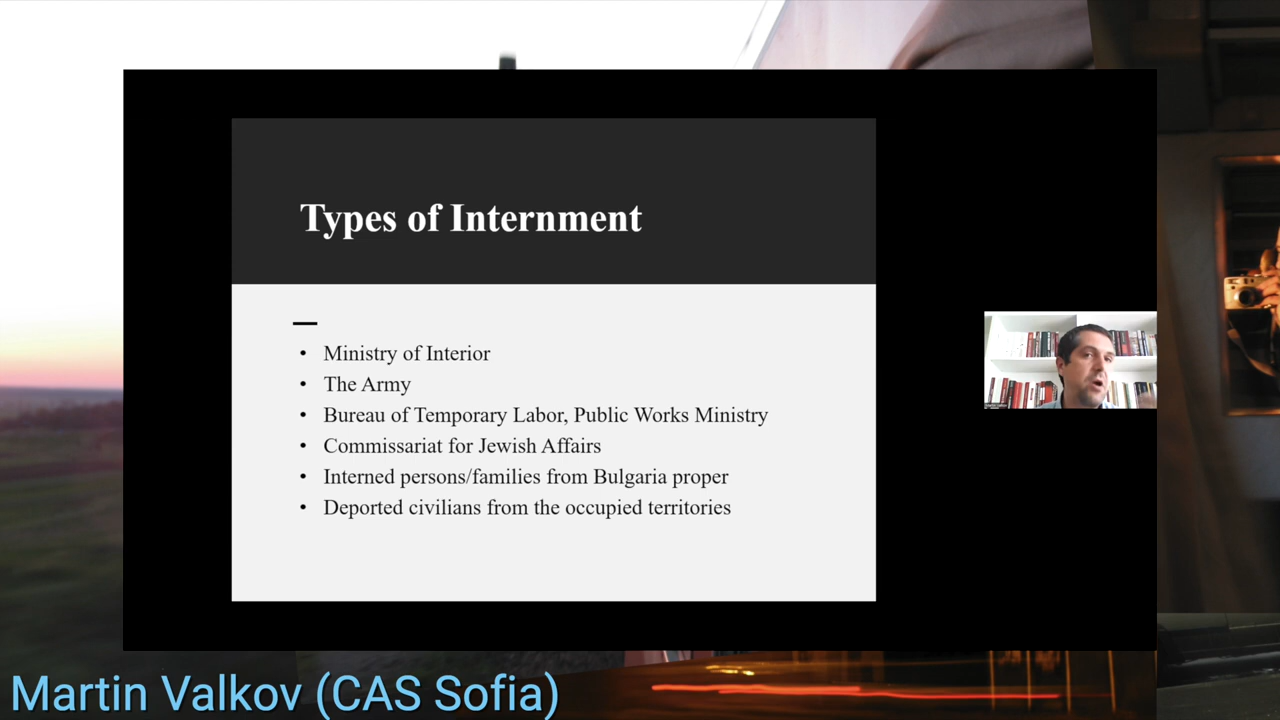 Types of Internment
Ministry of Interior
The Army
Bureau of Temporary Labor, Public Works Ministry
Commissariat for Jewish Affairs
Interned persons/families from Bulgaria proper
Deported civilians from the occupied territories
Martin Valkov (CAS Sofia)